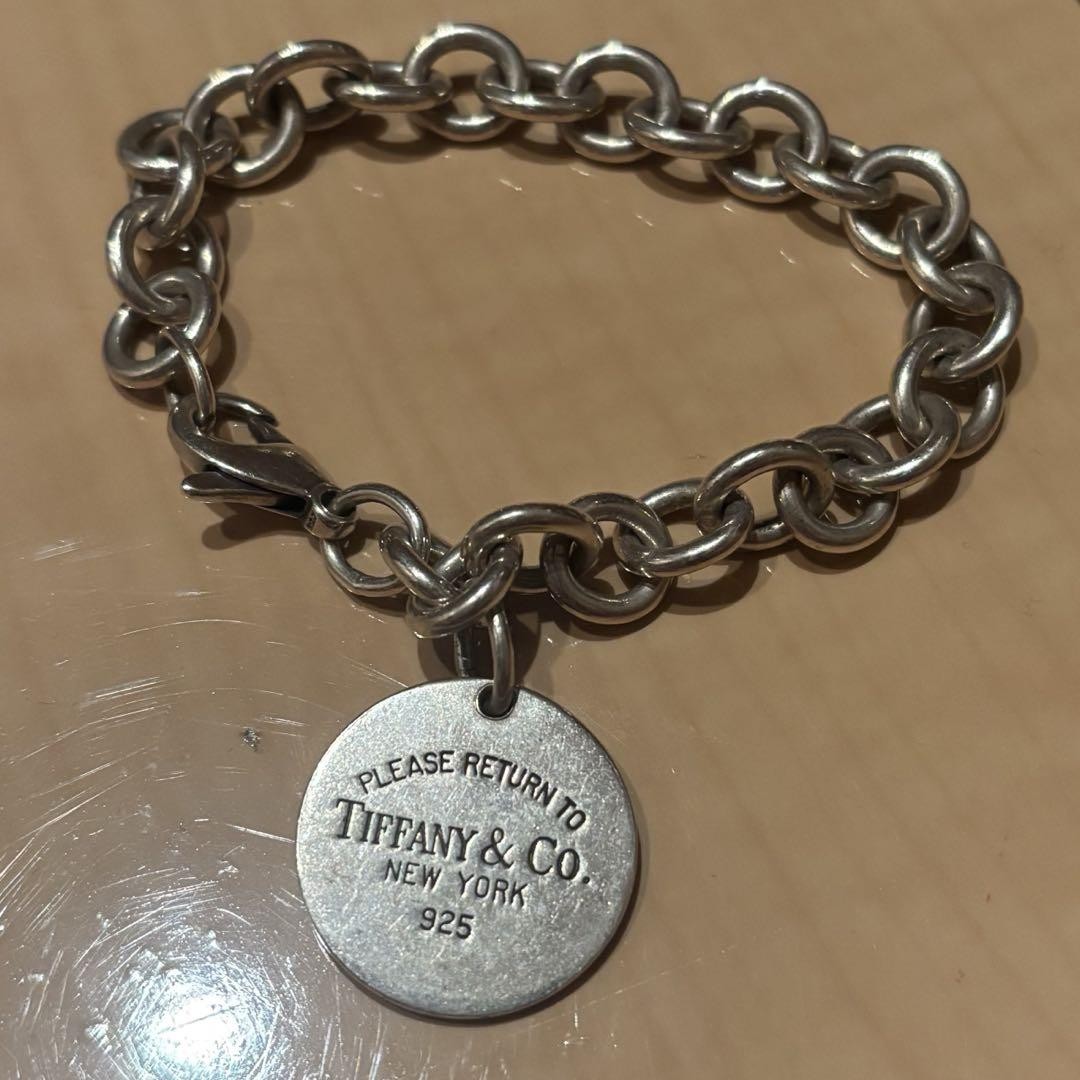 PLEASE RETURN TO
TIFFANY & CO.
NEW YORK
925